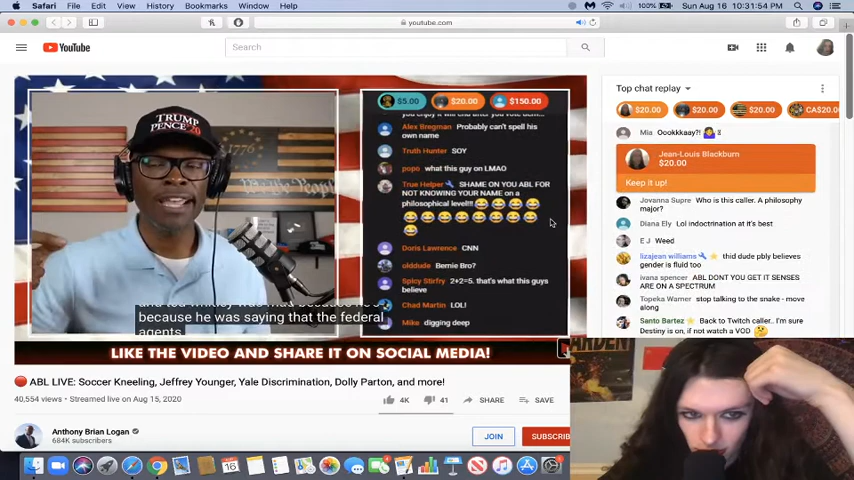 Safari File Edit View History Bookmarks Window Help
100% Sun Aug 16 10:31:54 PM
youtube.com
YouTube
Search
TRUMP
PENCE
We the People
$5.00 $20.00 $150.00
Alex Bregman Probably can't spell his
own name
Truth Hunter SOY
popo what this guy on LMAO
True Helper SHAME ON YOU ABL FOR
NOT KNOWING YOUR NAME on a
philosophical level!!! 😂😂😂😂
😂😂😂😂😂😂😂😂
😂
Doris Lawrence CNN
olddude Bernie Bro?
2+2=5. that's what this guys
believe
Chad Martin LOL!
Mike digging deep
because he was saying that the federal
agents
LIKE THE VIDEO AND SHARE IT ON SOCIAL MEDIA!
🔴 ABL LIVE: Soccer Kneeling, Jeffrey Younger, Yale Discrimination, Dolly Parton, and more!
40,554 views • Streamed live on Aug 15, 2020
4K 41 SHARE SAVE
Anthony Brian Logan
684K subscribers
JOIN SUBSCRIB
Top chat replay
$20.00 $20.00 $20.00 CA$20.0
Mia Oookkkaay?! 🤷‍♀️
Jean-Louis Blackburn
$20.00
Keep it up!
Jovanna Supre Who is this caller. A philosophy
major?
Diana Ely Lol indoctrination at it's best
E J Weed
lizajean williams ⭐ thid dude pbly believes
gender is fluid too
ivana spencer ABL DONT YOU GET IT SENSES
ARE ON A SPECTRUM
Topeka Warner stop talking to the snake - move
along
Santo Bartez ⭐ Back to Twitch caller.. I'm sure
Destiny is on, if not watch a VOD 🤔